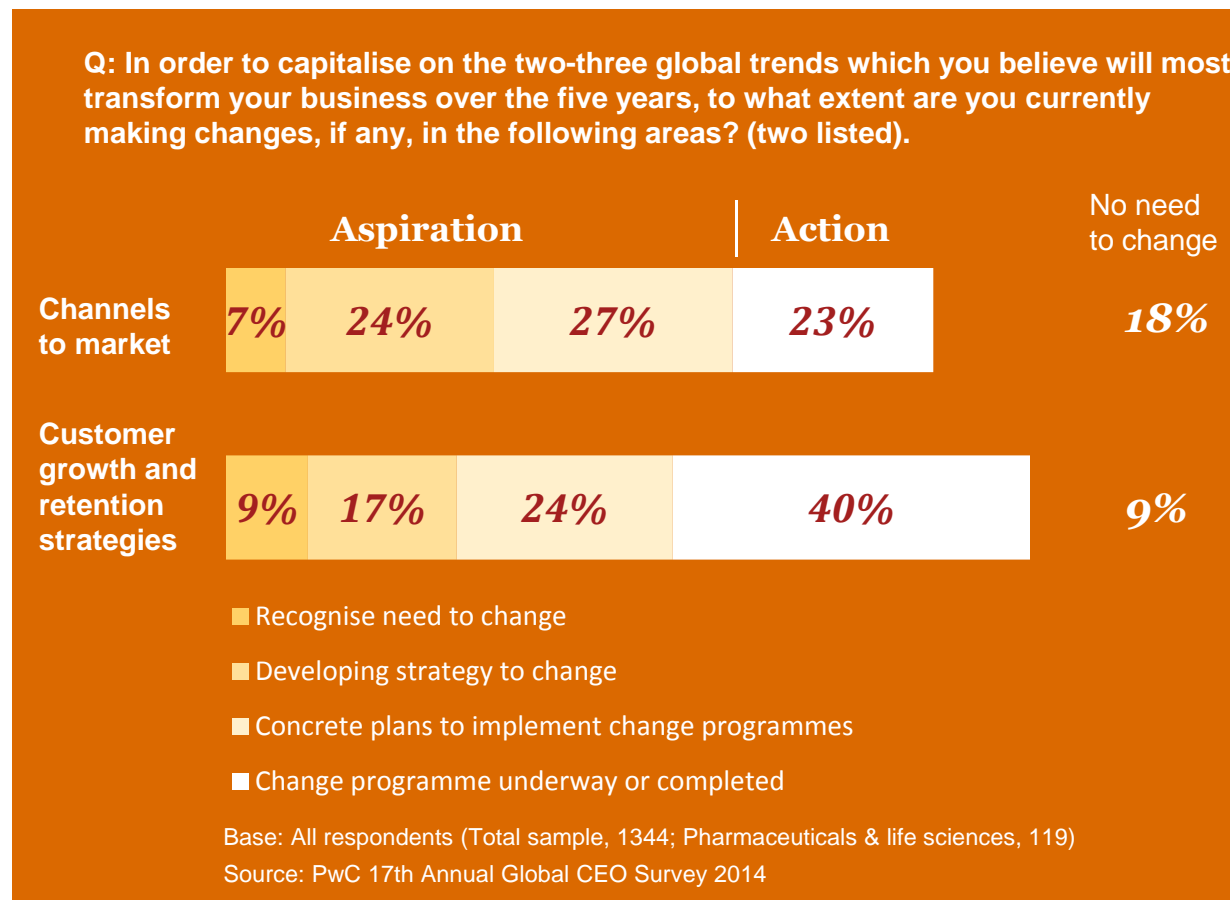 Q: In order to capitalise on the two-three global trends which you believe will most
transform your business over the five years, to what extent are you currently
making changes, if any, in the following areas? (two listed).
Aspiration
Action
No need
to change
Channels
to market
7%
24%
27%
23%
18%
Customer
growth and
retention
strategies
9%
17%
24%
40%
9%
Recognise need to change
Developing strategy to change
Concrete plans to implement change programmes
Change programme underway or completed
Base: All respondents (Total sample, 1344; Pharmaceuticals & life sciences, 119)
Source: PwC 17th Annual Global CEO Survey 2014